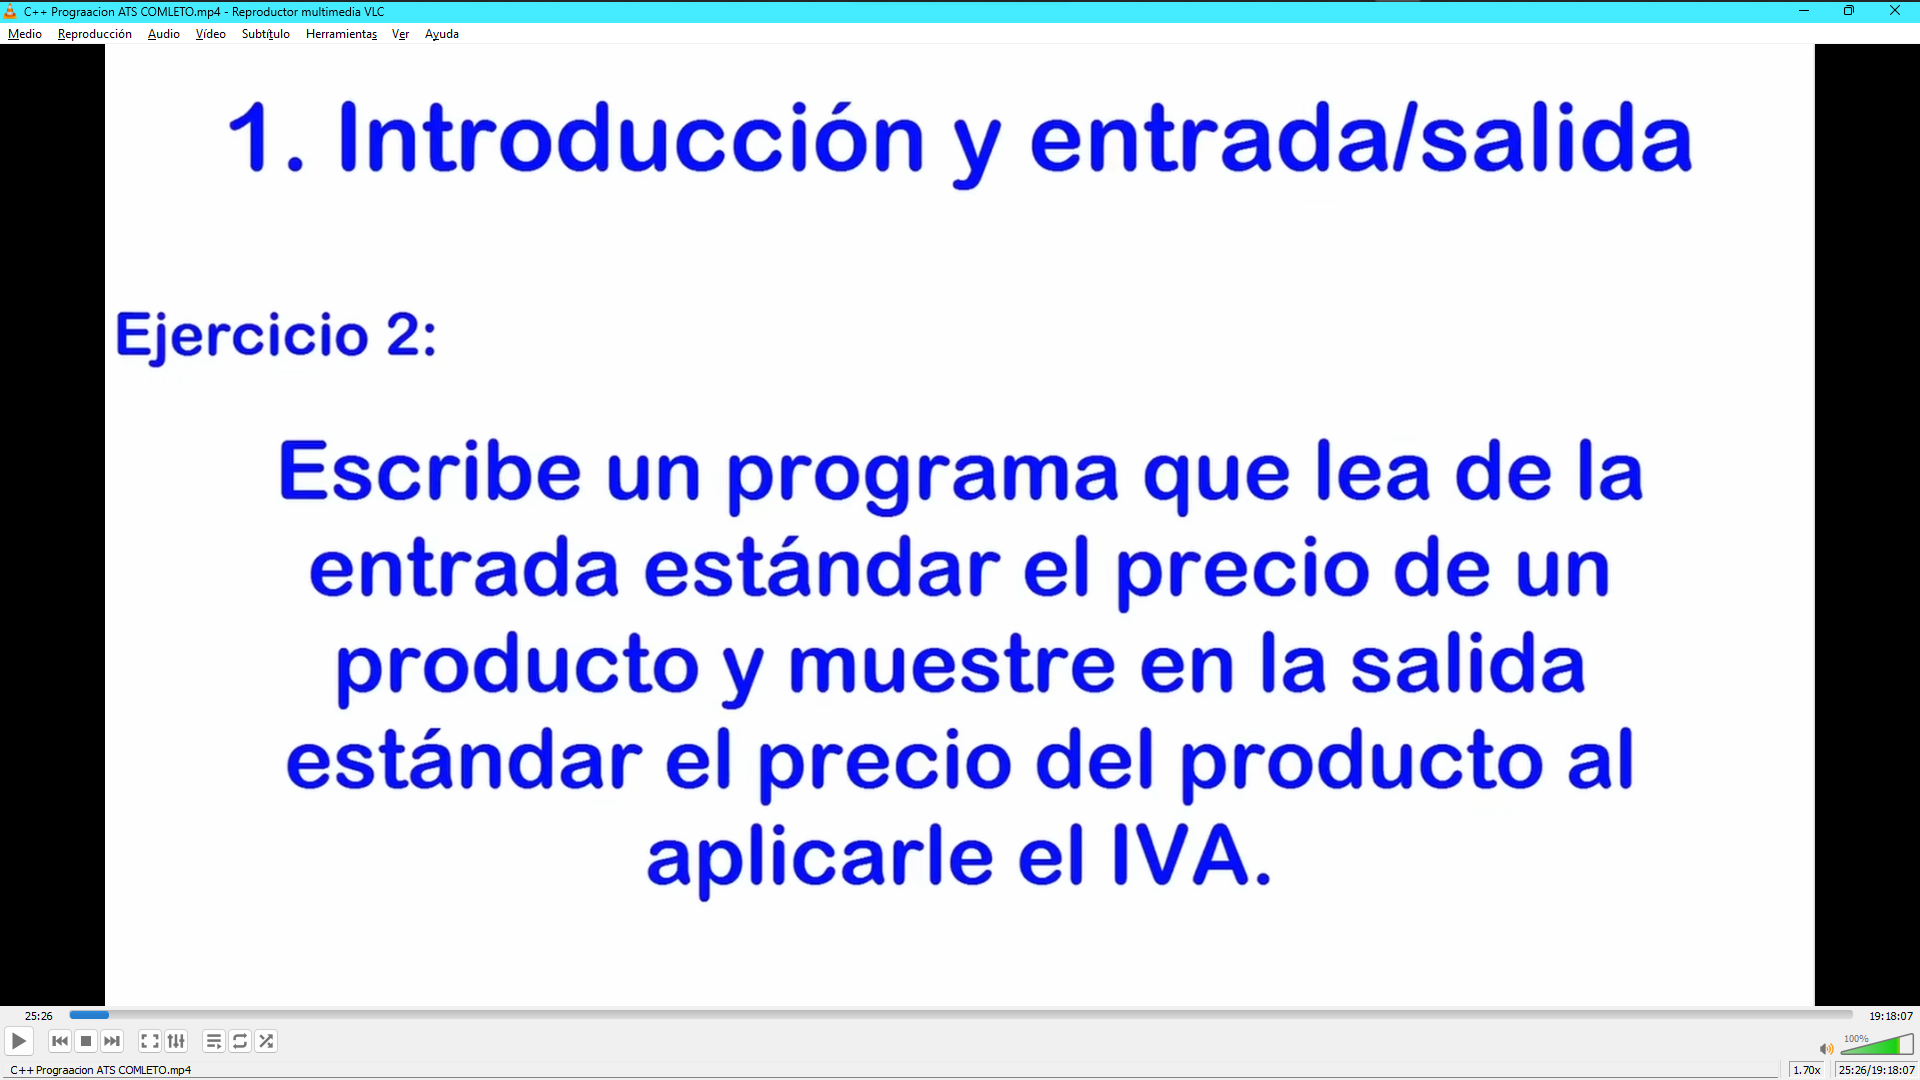 C++ Prograacion ATS COMLETO.mp4 - Reproductor multimedia VLC
Medio Reproducción Audio Vídeo Subtítulo Herramientas Ver Ayuda
1. Introducción y entrada/salida
Ejercicio 2:
Escribe un programa que lea de la
entrada estándar el precio de un
producto y muestre en la salida
estándar el precio del producto al
aplicarle el IVA.
25:26 19:18:07
100%
C++ Prograacion ATS COMLETO.mp4 1.70x 25:26/19:18:07